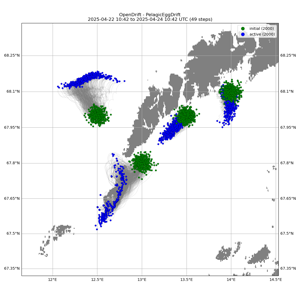 OpenDrift - PelagicEggDrift
2025-04-22 10:42 to 2025-04-24 10:42 UTC (49 steps)
initial (2000)
active (2000)
68.25°N
68.1°N
67.95°N
67.8°N
67.65°N
67.5°N
67.35°N
12°E
12.5°E
13°E
13.5°E
14°E
14.5°E